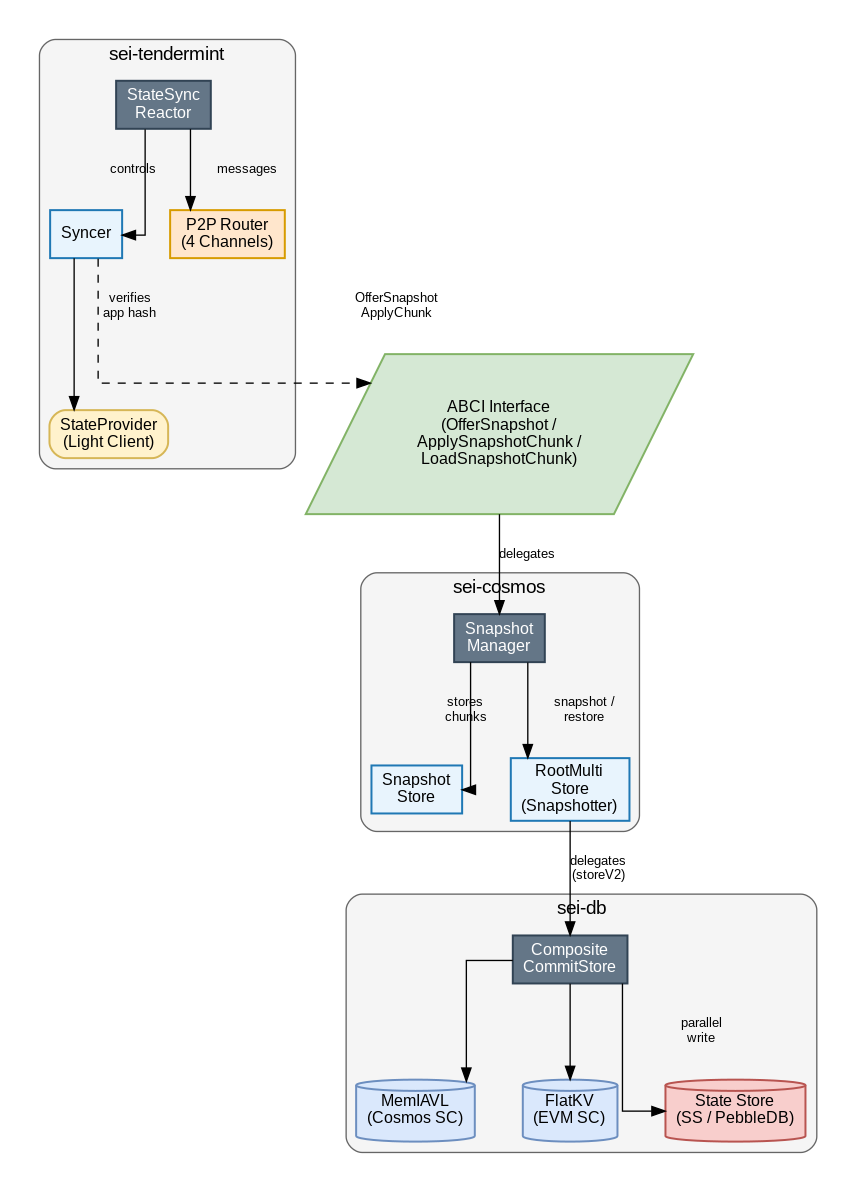 sei-tendermint
StateSync
Reactor
controls
messages
Syncer
P2P Router
(4 Channels)
verifies
app hash
OfferSnapshot
ApplyChunk
StateProvider
(Light Client)
ABCI Interface
(OfferSnapshot /
ApplySnapshotChunk /
LoadSnapshotChunk)
delegates
sei-cosmos
Snapshot
Manager
stores
chunks
snapshot /
restore
Snapshot
Store
RootMulti
Store
(Snapshotter)
delegates
(storeV2)
sei-db
Composite
CommitStore
parallel
write
MemIAVL
(Cosmos SC)
FlatKV
(EVM SC)
State Store
(SS / PebbleDB)